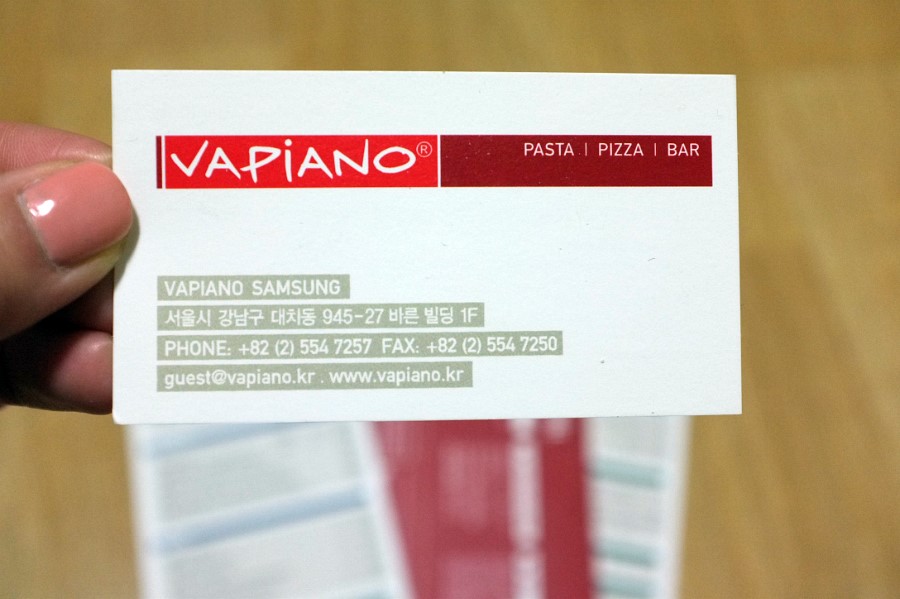 VAPiANO® PASTA | PIZZA | BAR
VAPIANO SAMSUNG
서울시 강남구 대치동 945-27 바른 빌딩 1F
PHONE: +82 (2) 554 7257 FAX: +82 (2) 554 7250
guest@vapiano.kr . www.vapiano.kr